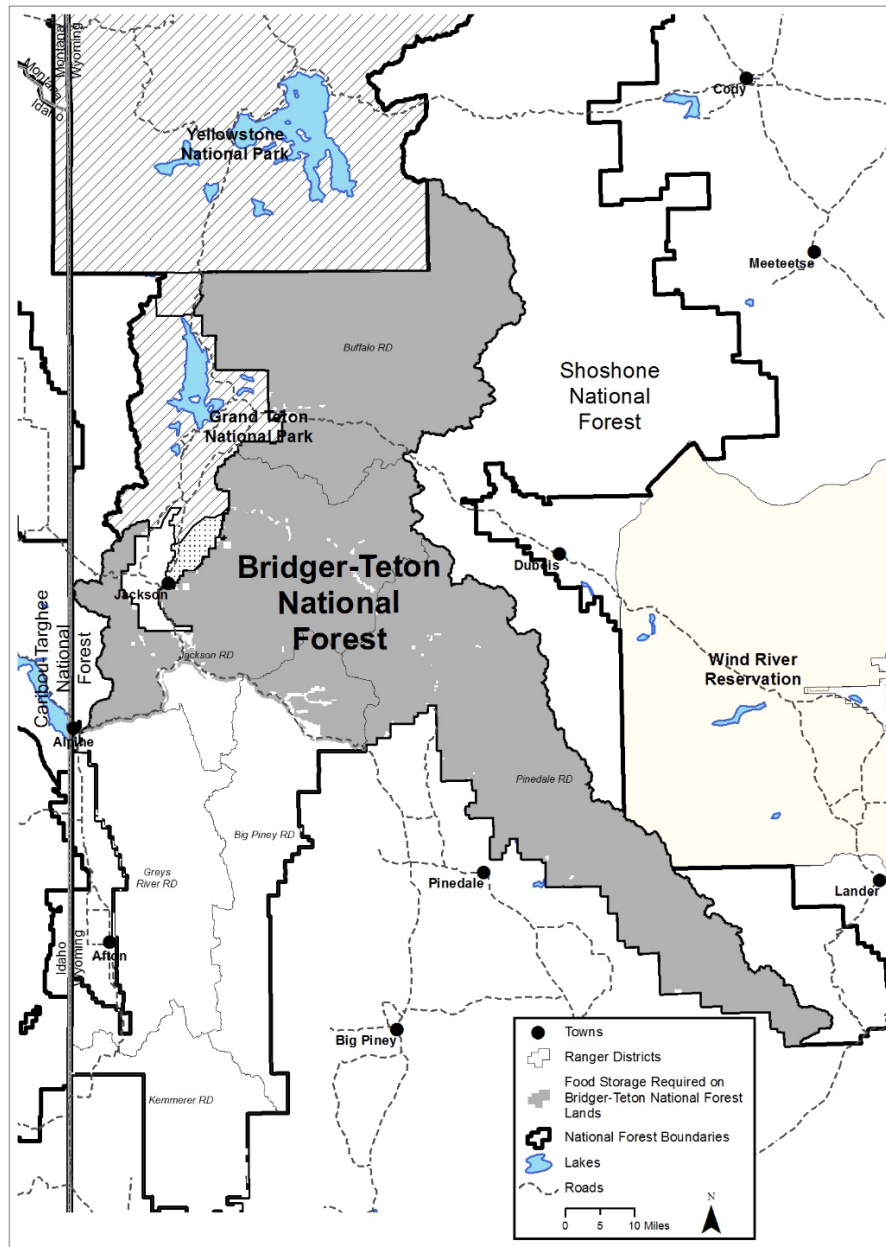 Montana
Wyoming
Montana
Idaho
Cody
Yellowstone
National Park
Meeteetse
Buffalo RD
Shoshone
National
Forest
Grand Teton
National Park
Bridger-Teton
National
Forest
Dubois
Jackson
Jackson RD
Caribou-Targhee
National
Forest
Wind River
Reservation
Alpine
Pinedale RD
Big Piney RD
Greys
River RD
Pinedale
Lander
Idaho
Wyoming
Afton
Big Piney
Kemmerer RD
Towns
Ranger Districts
Food Storage Required on
Bridger-Teton National Forest
Lands
National Forest Boundaries
Lakes
Roads
N
0 5 10 Miles